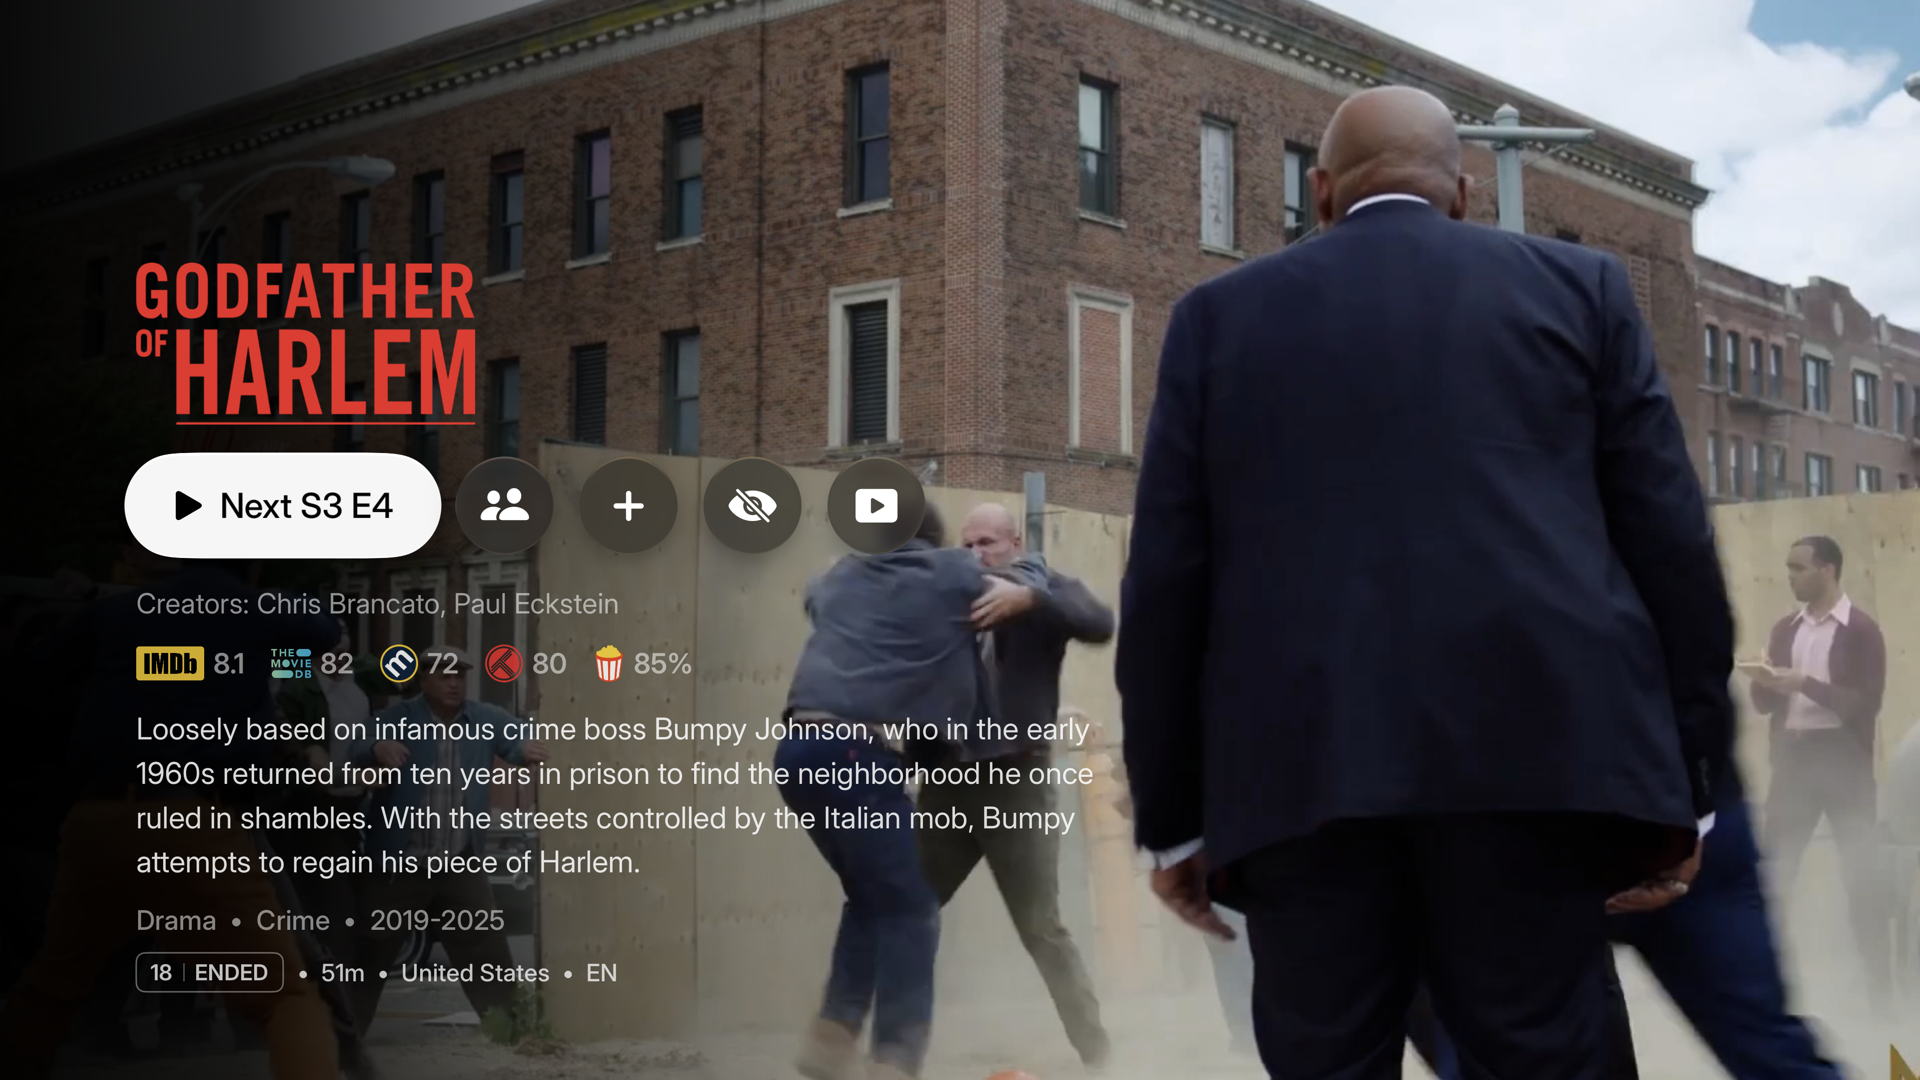 GODFATHER
OF HARLEM
Next S3 E4
Creators: Chris Brancato, Paul Eckstein
IMDb 8.1 THE MOVIE DB 82 m 72 80 85%
Loosely based on infamous crime boss Bumpy Johnson, who in the early
1960s returned from ten years in prison to find the neighborhood he once
ruled in shambles. With the streets controlled by the Italian mob, Bumpy
attempts to regain his piece of Harlem.
Drama • Crime • 2019-2025
18 | ENDED • 51m • United States • EN